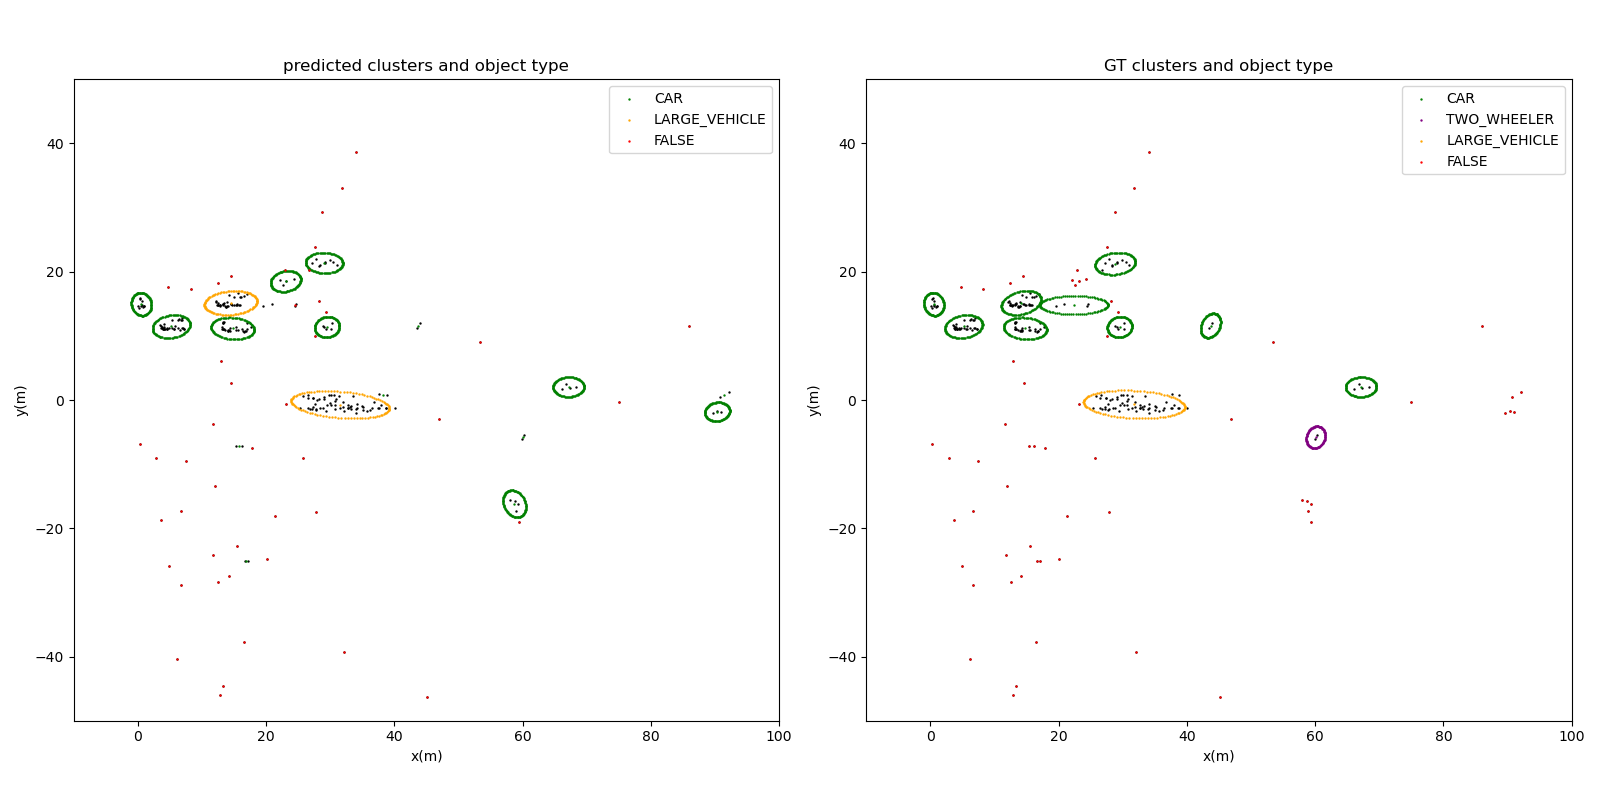 predicted clusters and object type
CAR
LARGE_VEHICLE
FALSE
40
20
0
−20
−40
y(m)
0
20
40
60
80
100
x(m)
GT clusters and object type
CAR
TWO_WHEELER
LARGE_VEHICLE
FALSE
40
20
0
−20
−40
y(m)
0
20
40
60
80
100
x(m)